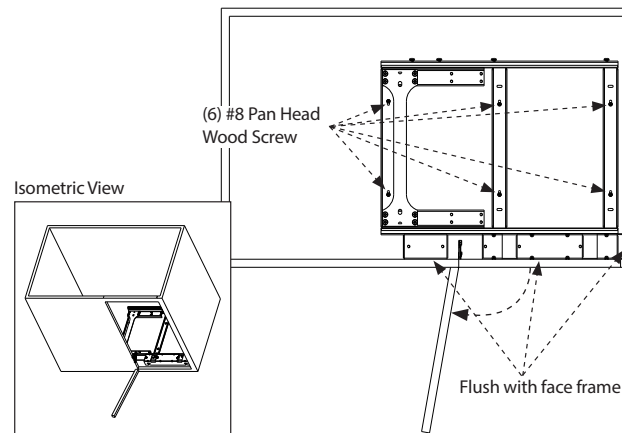 (6) #8 Pan Head
Wood Screw
Isometric View
Flush with face frame